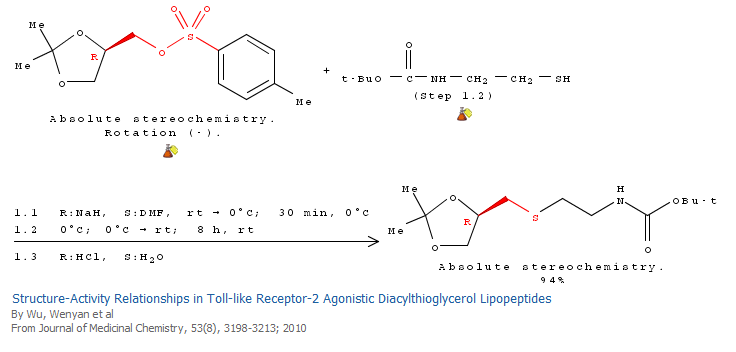 Me
O
O
O
S
O
R
O
Me
O
Me
Absolute stereochemistry.
Rotation (-).
+
O
t-BuO — C — NH — CH2 — CH2 — SH
(Step 1.2)
1.1 R:NaH, S:DMF, rt → 0°C; 30 min, 0°C
1.2 0°C; 0°C → rt; 8 h, rt
1.3 R:HCl, S:H2O
Me
O
Me
R
O
S
H
N
OBu-t
O
Absolute stereochemistry.
94%
Structure-Activity Relationships in Toll-like Receptor-2 Agonistic Diacylthioglycerol Lipopeptides
By Wu, Wenyan et al
From Journal of Medicinal Chemistry, 53(8), 3198-3213; 2010